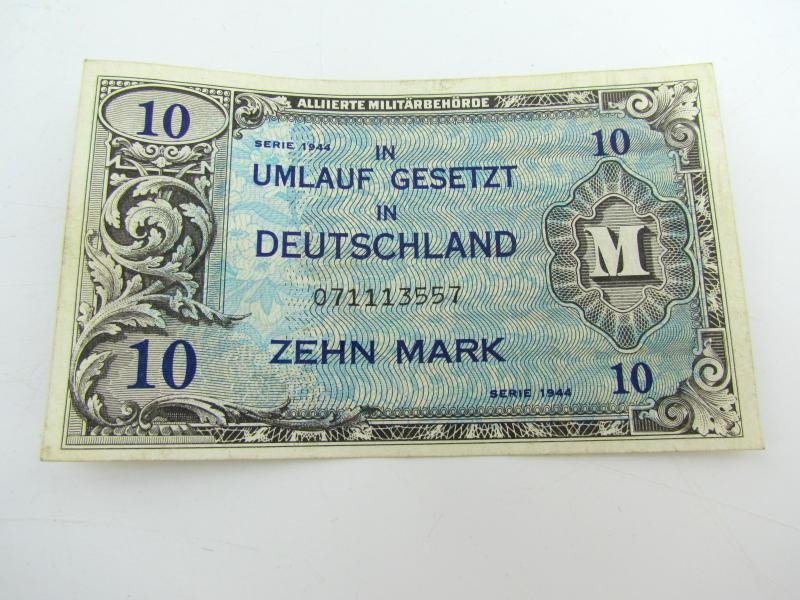 ALLIIERTE MILITÄRBEHÖRDE
10
SERIE 1944
10
IN
UMLAUF GESETZT
IN
DEUTSCHLAND
M
071113557
10
ZEHN MARK
10
SERIE 1944